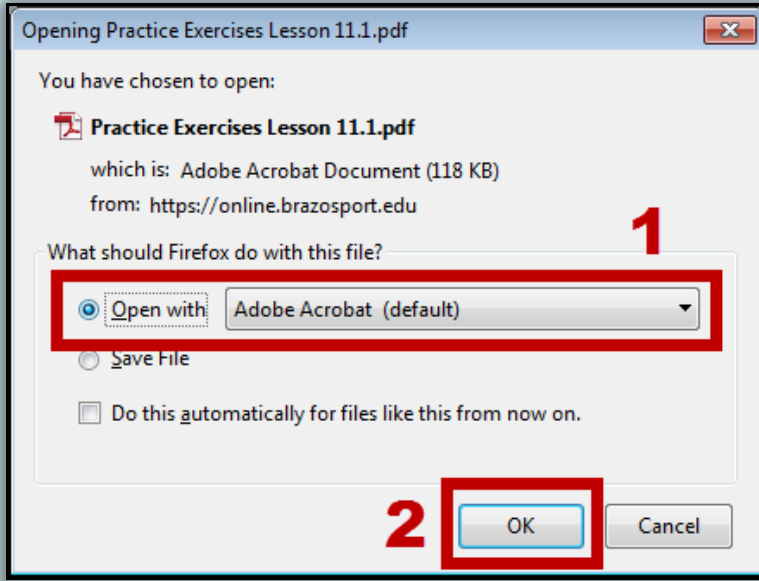 Opening Practice Exercises Lesson 11.1.pdf
You have chosen to open:
Practice Exercises Lesson 11.1.pdf
which is: Adobe Acrobat Document (118 KB)
from: https://online.brazosport.edu
1
What should Firefox do with this file?
Open with Adobe Acrobat (default)
Save File
Do this automatically for files like this from now on.
2 OK Cancel